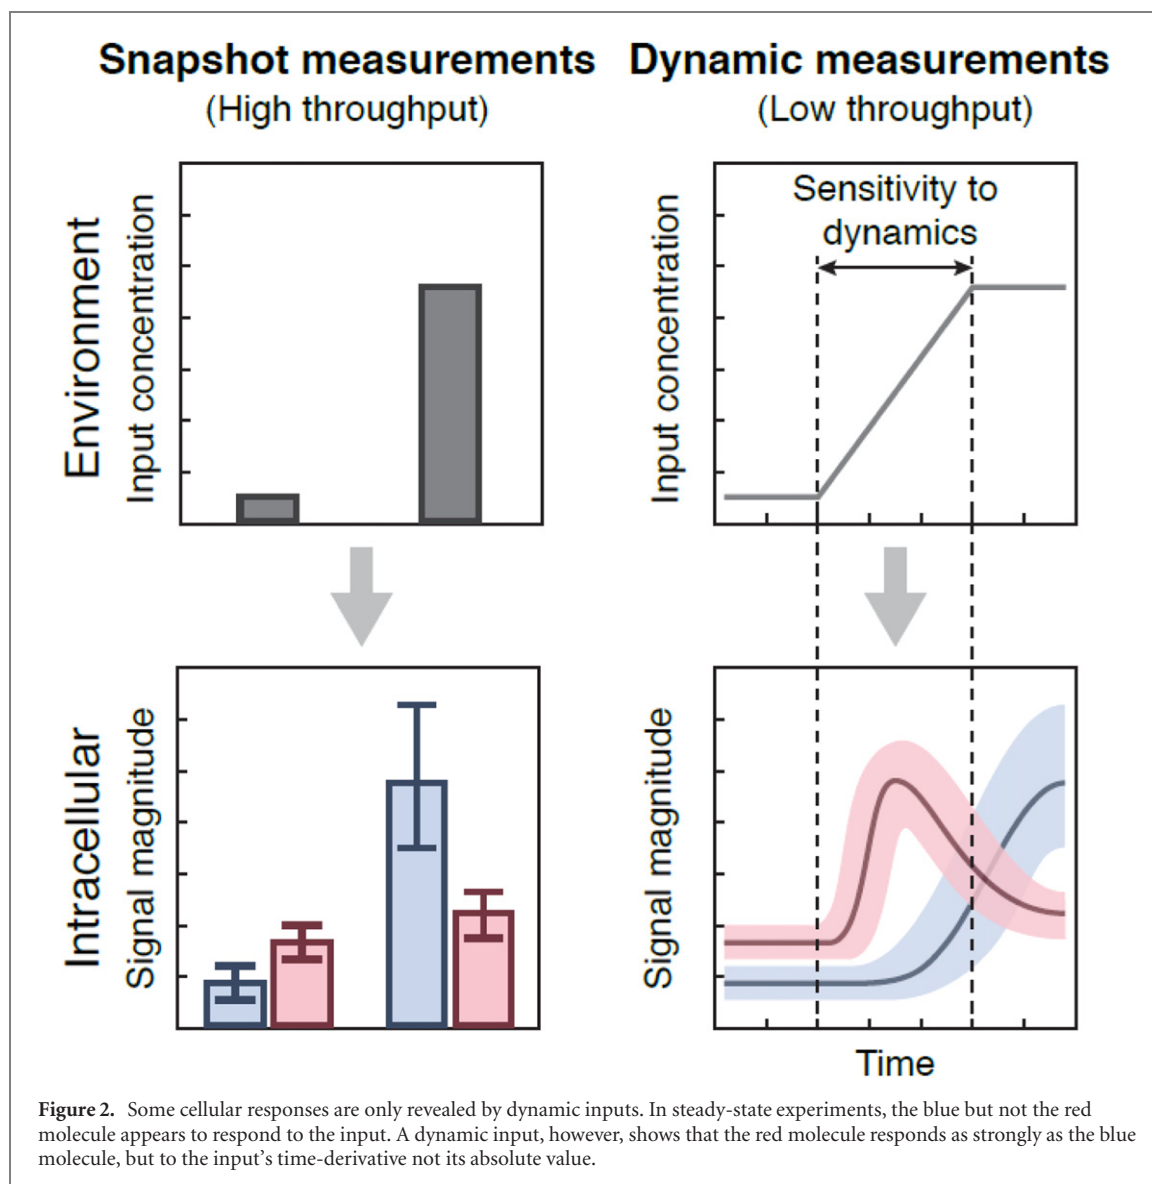 Snapshot measurements
(High throughput)
Dynamic measurements
(Low throughput)
Environment
Input concentration
Input concentration
Sensitivity to
dynamics
Intracellular
Signal magnitude
Signal magnitude
Time
Figure 2. Some cellular responses are only revealed by dynamic inputs. In steady-state experiments, the blue but not the red
molecule appears to respond to the input. A dynamic input, however, shows that the red molecule responds as strongly as the blue
molecule, but to the input's time-derivative not its absolute value.